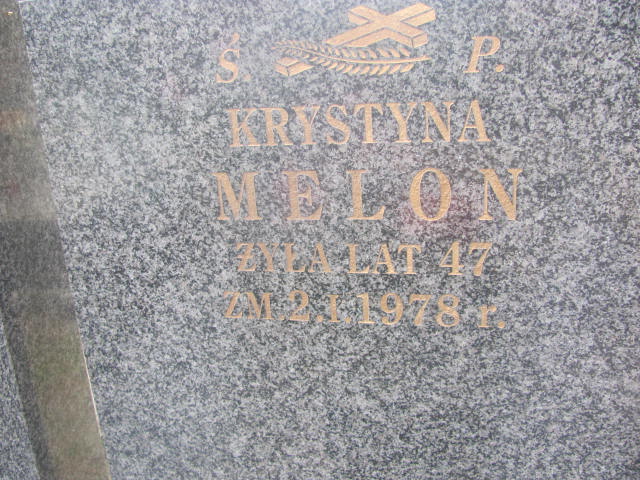 Ś. P.
KRYSTYNA
MELON
ŻYŁA LAT 47
ZM. 2.I.1978 r.